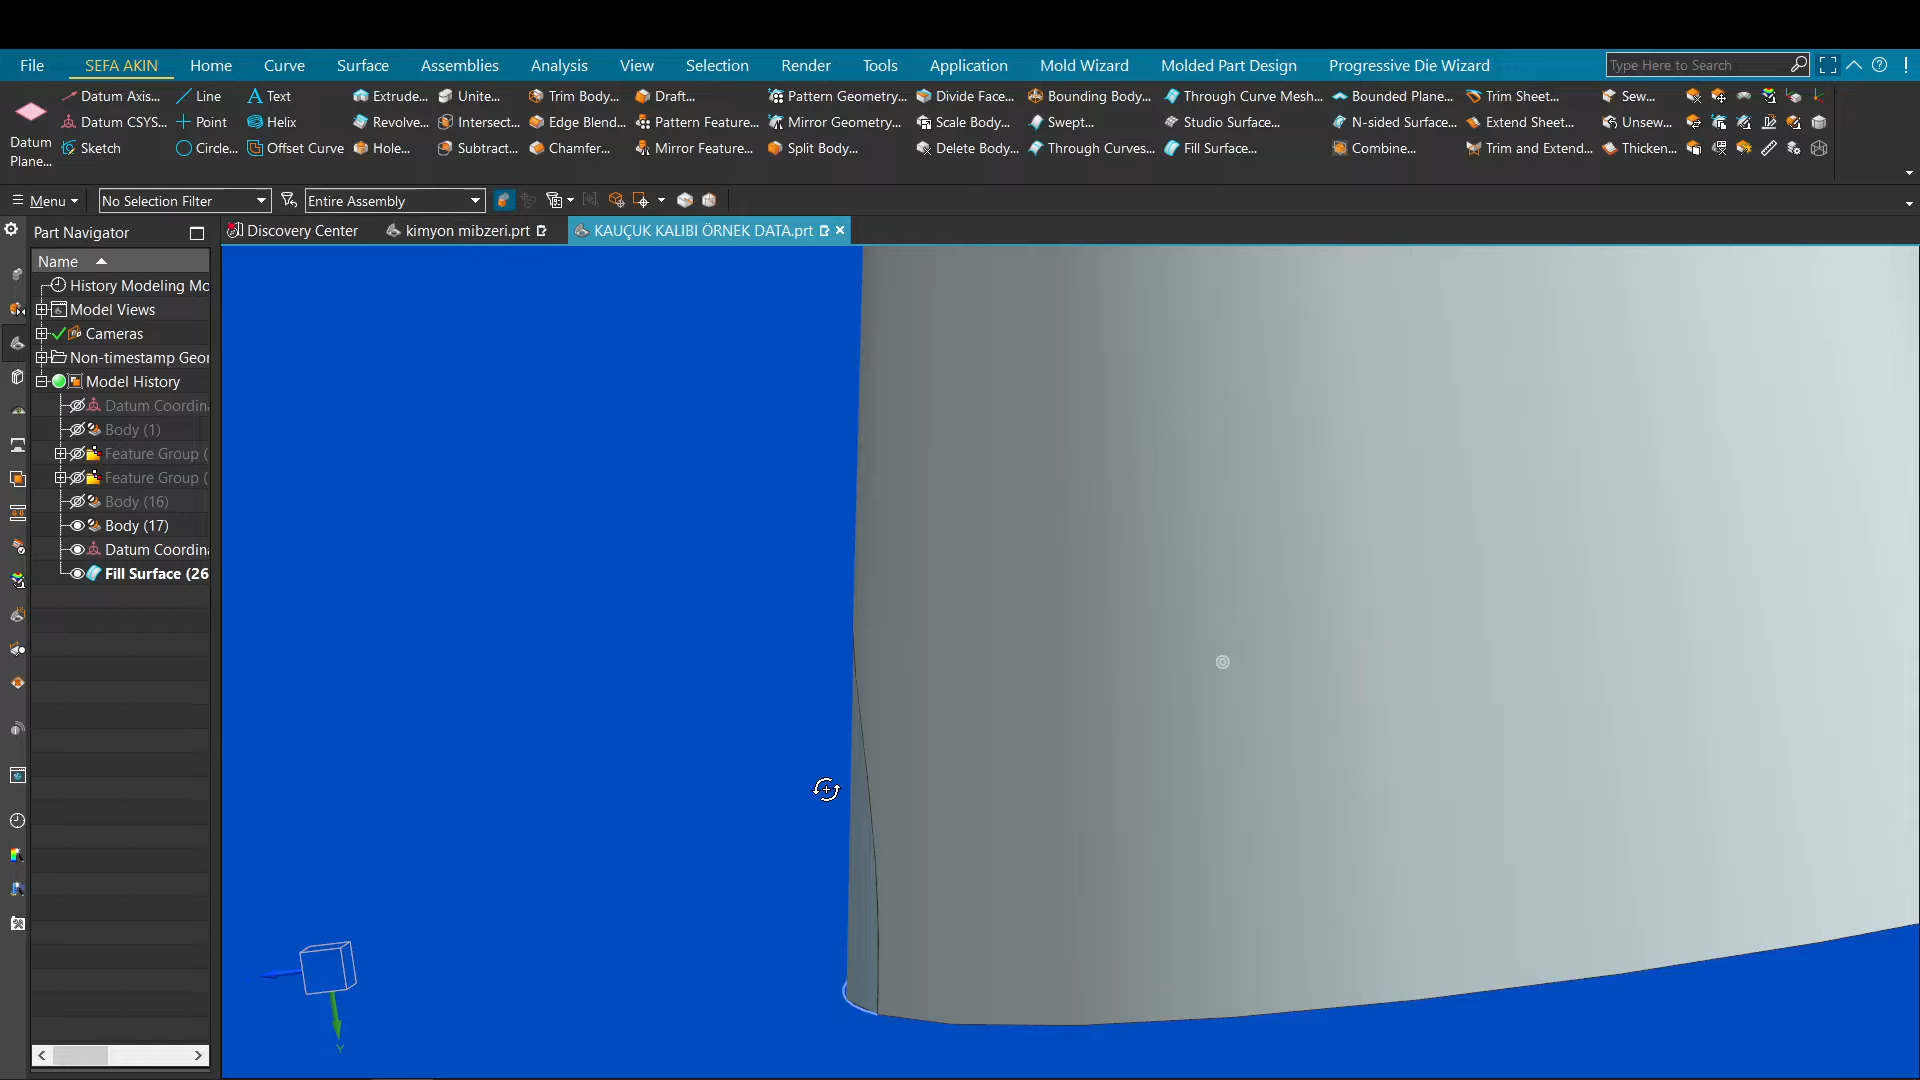 File SEFA AKIN Home Curve Surface Assemblies Analysis View Selection Render Tools Application Mold Wizard Molded Part Design Progressive Die Wizard Type Here to Search
Datum Plane...
Datum Axis... Line Text Extrude... Unite... Trim Body... Draft... Pattern Geometry... Divide Face... Bounding Body... Through Curve Mesh... Bounded Plane... Trim Sheet... Sew...
Datum CSYS... Point Helix Revolve... Intersect... Edge Blend... Pattern Feature... Mirror Geometry... Scale Body... Swept... Studio Surface... N-sided Surface... Extend Sheet... Unsew...
Sketch Circle... Offset Curve Hole... Subtract... Chamfer... Mirror Feature... Split Body... Delete Body... Through Curves... Fill Surface... Combine... Trim and Extend... Thicken...
Menu No Selection Filter Entire Assembly
Part Navigator Discovery Center kimyon mibzeri.prt KAUÇUK KALIBI ÖRNEK DATA.prt
Name
History Modeling Mc
Model Views
Cameras
Non-timestamp Geor
Model History
Datum Coordina
Body (1)
Feature Group (
Feature Group (
Body (16)
Body (17)
Datum Coordina
Fill Surface (26
Y